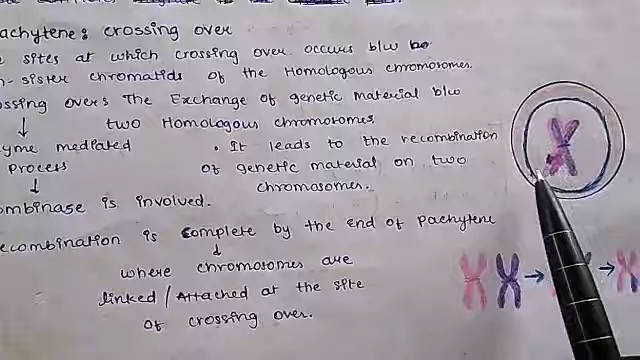 achytene: crossing over
sites at which crossing over occurs b/w
n-sister chromatids of the Homologous chromosomes.
ossing over: The Exchange of genetic material b/w
two Homologous chromosomes
yme mediated
Process
. It leads to the recombination
of genetic material on two
chromosomes.
ombinase is involved.
ecombination is complete by the end of Pachytene
where chromosomes are
linked / Attached at the site
of crossing over.